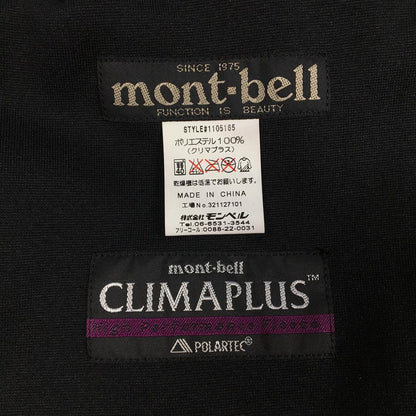 SINCE 1975
mont-bell
FUNCTION IS BEAUTY
STYLE#1105165
ポリエステル100%
(クリマプラス)
乾燥機は低温でお願いします。
MADE IN CHINA
工場No.321127101
株式会社モンベル
Tel.06-6531-3544
フリーコール:0088-22-0031
mont-bell
CLIMAPLUS™
POLARTEC®